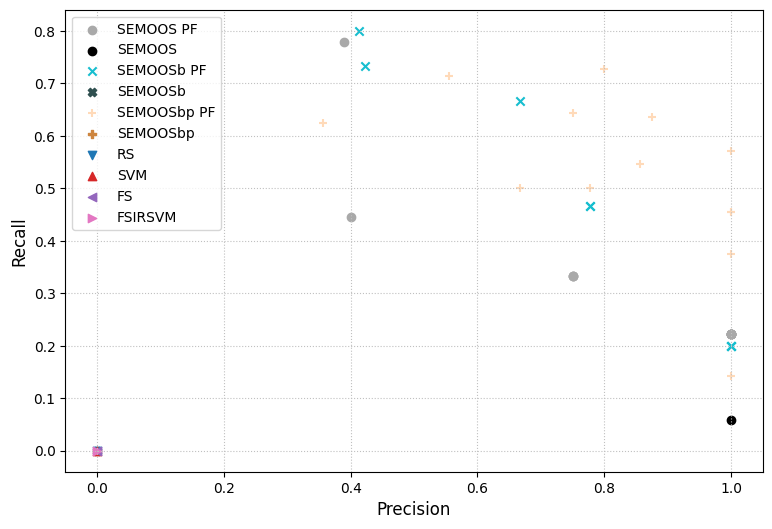 SEMOOS PF
SEMOOS
SEMOOSb PF
SEMOOSb
SEMOOSbp PF
SEMOOSbp
RS
SVM
FS
FSIRSVM
Recall
0.8
0.7
0.6
0.5
0.4
0.3
0.2
0.1
0.0
0.0 0.2 0.4 0.6 0.8 1.0
Precision